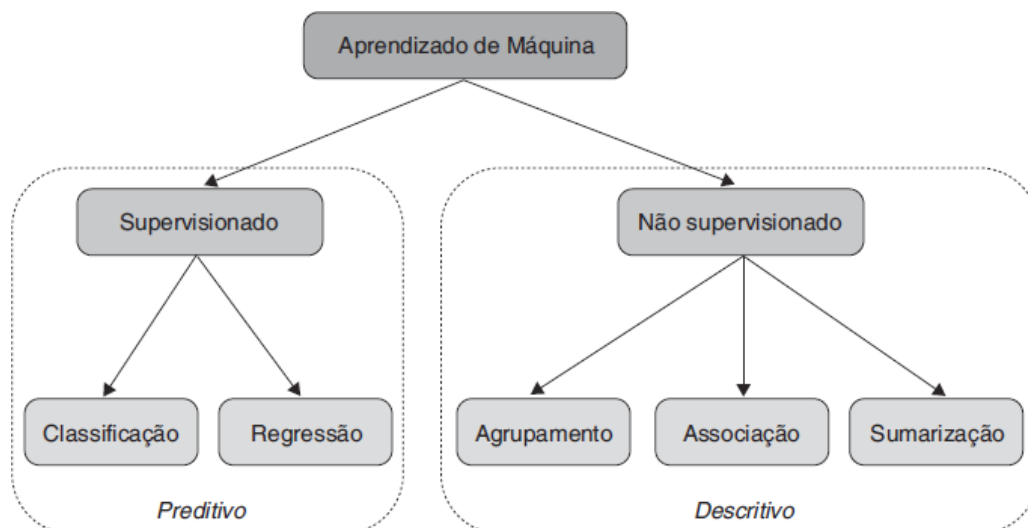 Aprendizado de Máquina
Supervisionado
Não supervisionado
Classificação
Regressão
Agrupamento
Associação
Sumarização
Preditivo
Descritivo